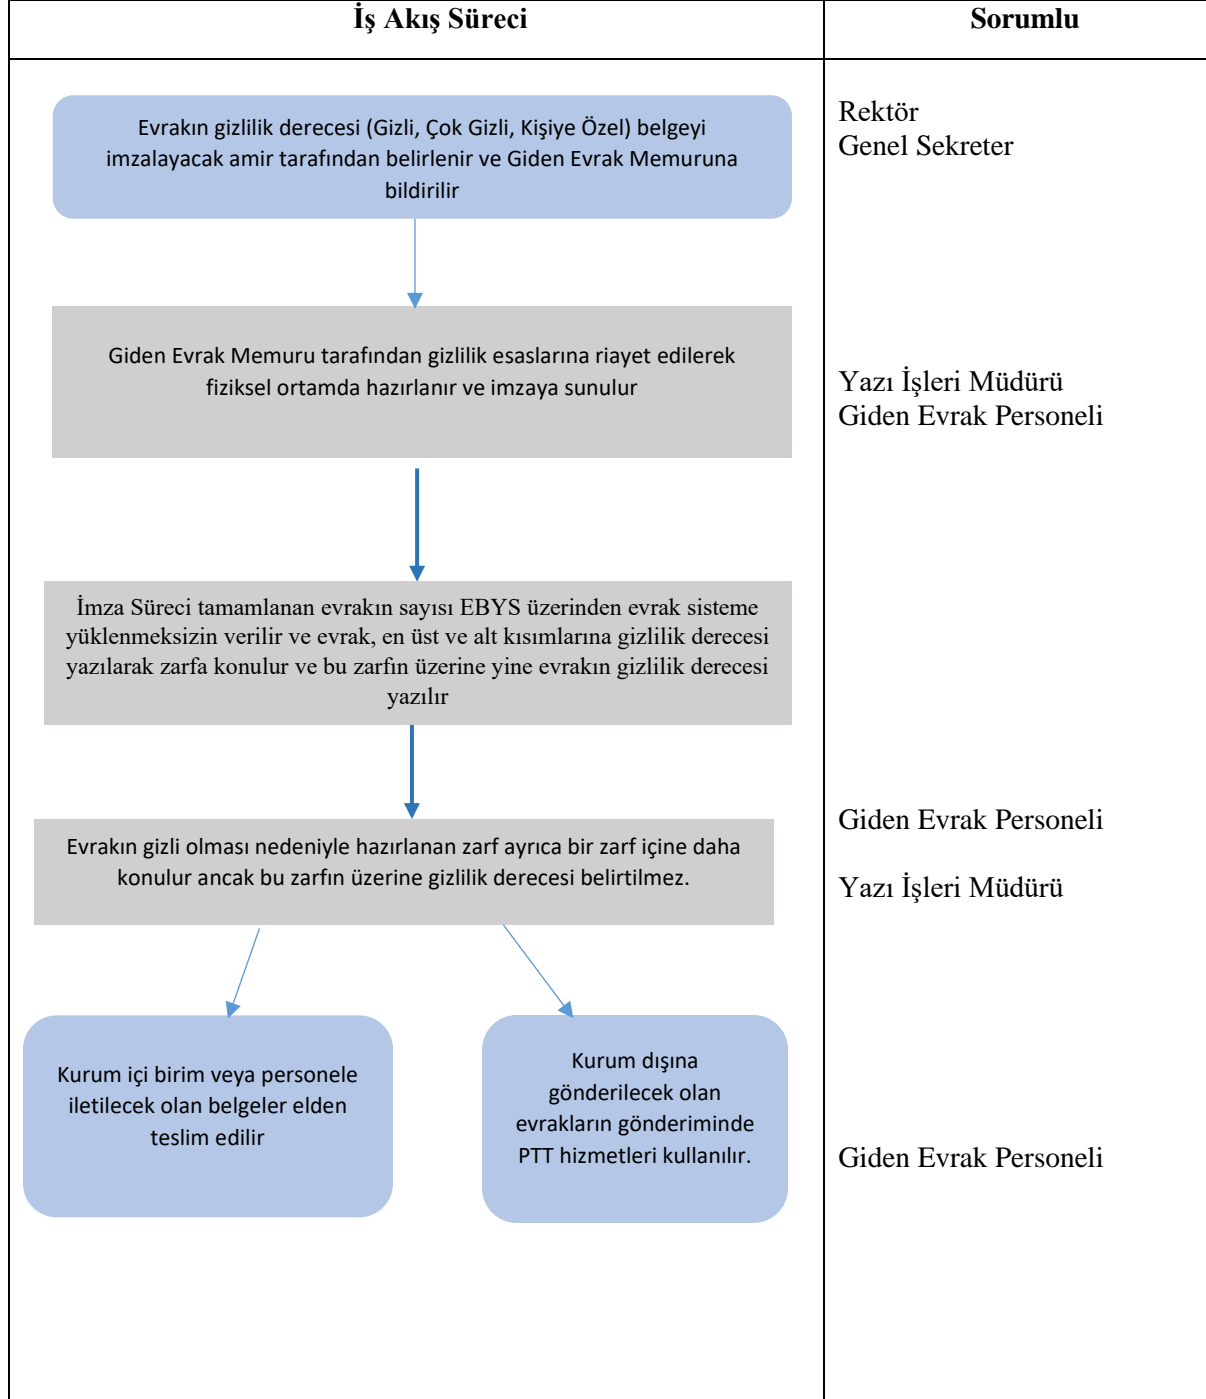 İş Akış Süreci
Sorumlu
Evrakın gizlilik derecesi (Gizli, Çok Gizli, Kişiye Özel) belgeyi
imzalayacak amir tarafından belirlenir ve Giden Evrak Memuruna
bildirilir
Rektör
Genel Sekreter
Giden Evrak Memuru tarafından gizlilik esaslarına riayet edilerek
fiziksel ortamda hazırlanır ve imzaya sunulur
Yazı İşleri Müdürü
Giden Evrak Personeli
İmza Süreci tamamlanan evrakın sayısı EBYS üzerinden evrak sisteme
yüklenmeksizin verilir ve evrak, en üst ve alt kısımlarına gizlilik derecesi
yazılarak zarfa konulur ve bu zarfın üzerine yine evrakın gizlilik derecesi
yazılır
Evrakın gizli olması nedeniyle hazırlanan zarf ayrıca bir zarf içine daha
konulur ancak bu zarfın üzerine gizlilik derecesi belirtilmez.
Giden Evrak Personeli
Yazı İşleri Müdürü
Kurum içi birim veya personele
iletilecek olan belgeler elden
teslim edilir
Kurum dışına
gönderilecek olan
evrakların gönderiminde
PTT hizmetleri kullanılır.
Giden Evrak Personeli